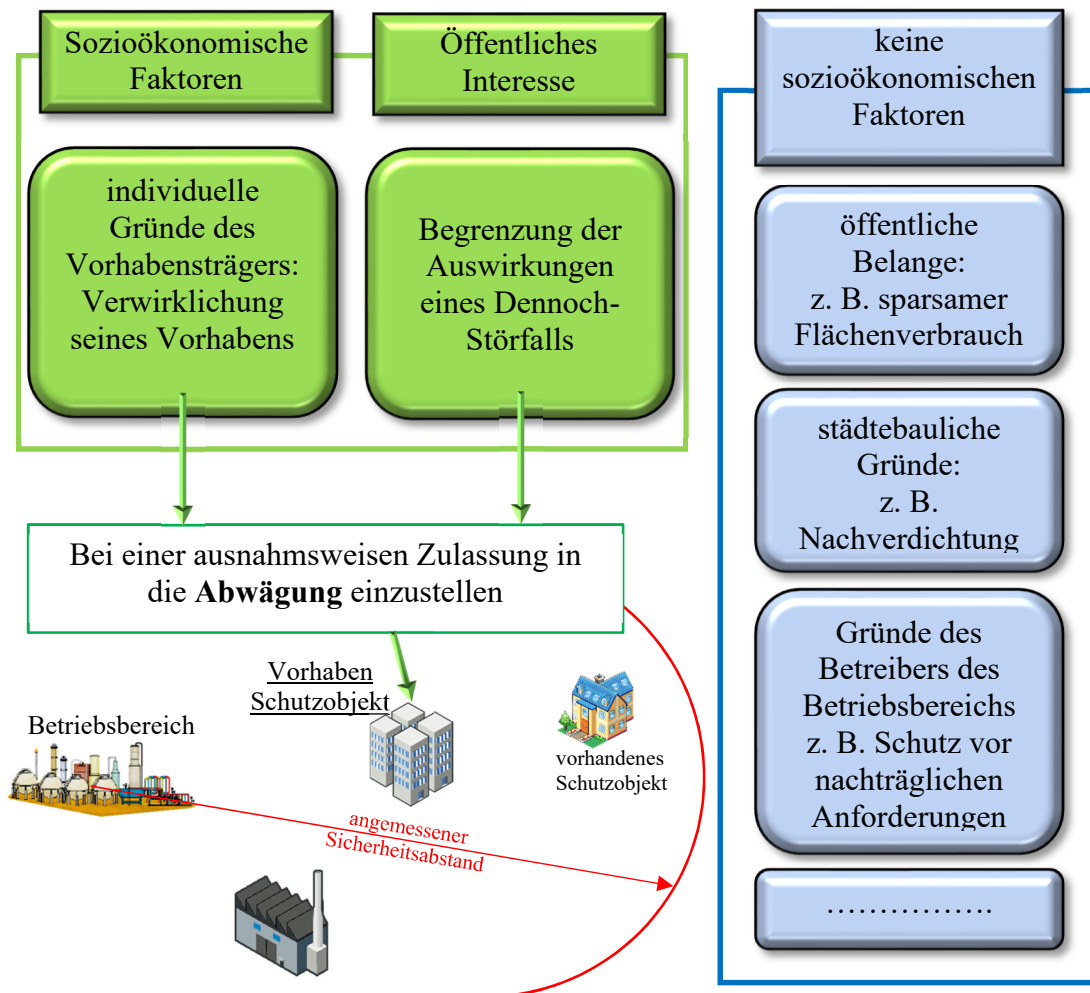 Sozioökonomische
Faktoren
Öffentliches
Interesse
individuelle
Gründe des
Vorhabensträgers:
Verwirklichung
seines Vorhabens
Begrenzung der
Auswirkungen
eines Dennoch-
Störfalls
Bei einer ausnahmsweisen Zulassung in
die Abwägung einzustellen
Vorhaben
Schutzobjekt
Betriebsbereich
vorhandenes
Schutzobjekt
angemessener
Sicherheitsabstand
keine
sozioökonomischen
Faktoren
öffentliche
Belange:
z. B. sparsamer
Flächenverbrauch
städtebauliche
Gründe:
z. B.
Nachverdichtung
Gründe des
Betreibers des
Betriebsbereichs
z. B. Schutz vor
nachträglichen
Anforderungen
…………….